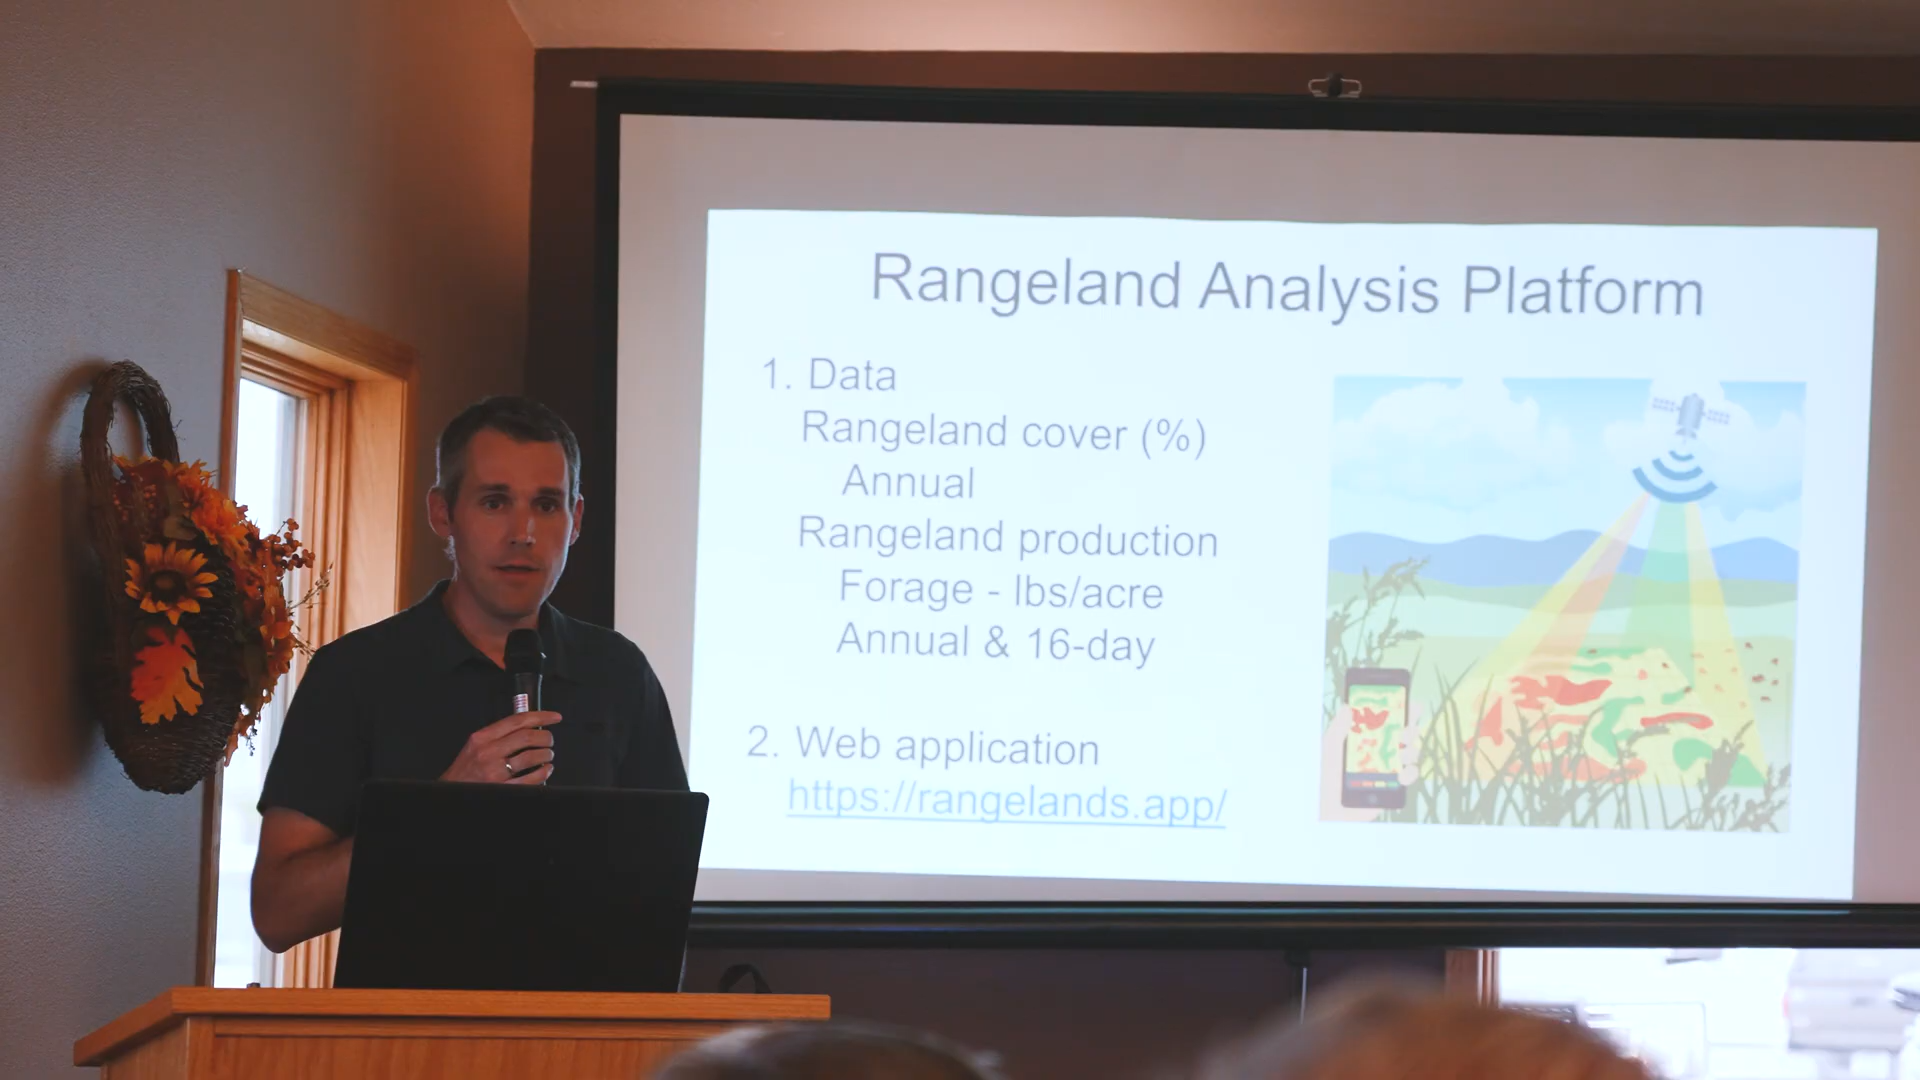 Rangeland Analysis Platform
1. Data
Rangeland cover (%)
Annual
Rangeland production
Forage - lbs/acre
Annual & 16-day
2. Web application
https://rangelands.app/